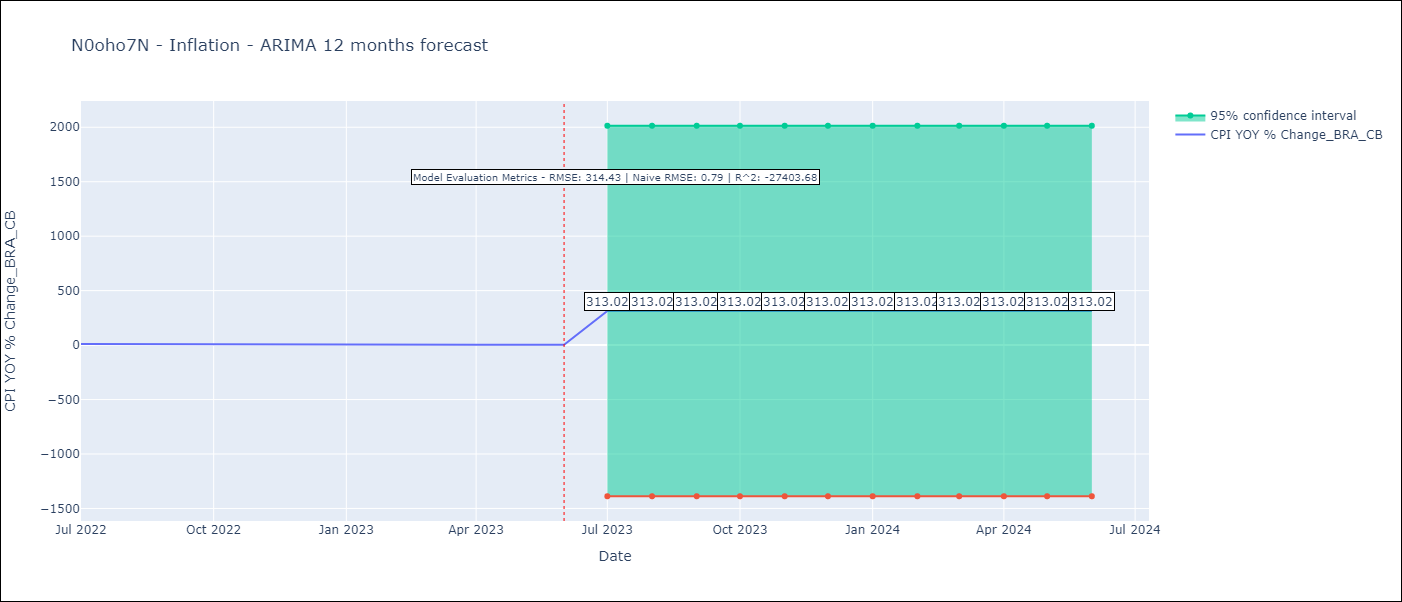 N0oho7N - Inflation - ARIMA 12 months forecast
95% confidence interval
CPI YOY % Change_BRA_CB
CPI YOY % Change_BRA_CB
2000
1500
1000
500
0
−500
−1000
−1500
Model Evaluation Metrics - RMSE: 314.43 | Naive RMSE: 0.79 | R^2: -27403.68
313.02 313.02 313.02 313.02 313.02 313.02 313.02 313.02 313.02 313.02 313.02 313.02
Jul 2022 Oct 2022 Jan 2023 Apr 2023 Jul 2023 Oct 2023 Jan 2024 Apr 2024 Jul 2024
Date